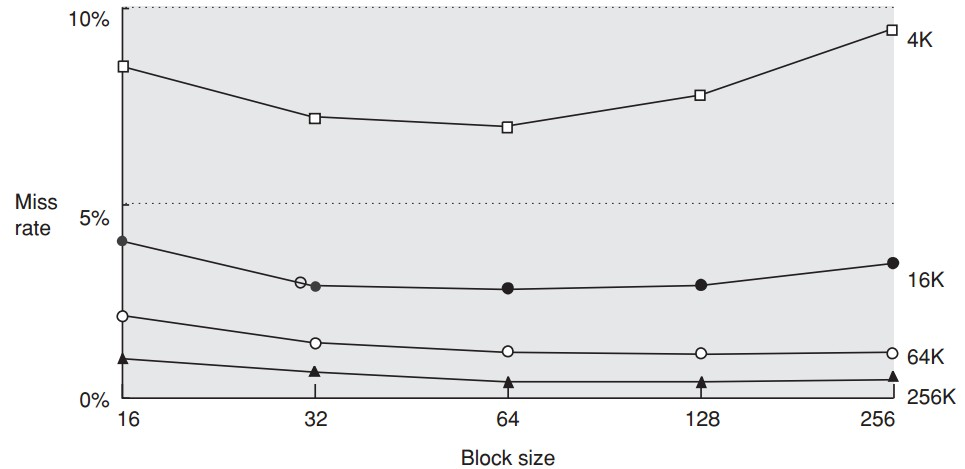 10%
4K
Miss
rate
5%
16K
64K
0%
256K
16 32 64 128 256
Block size